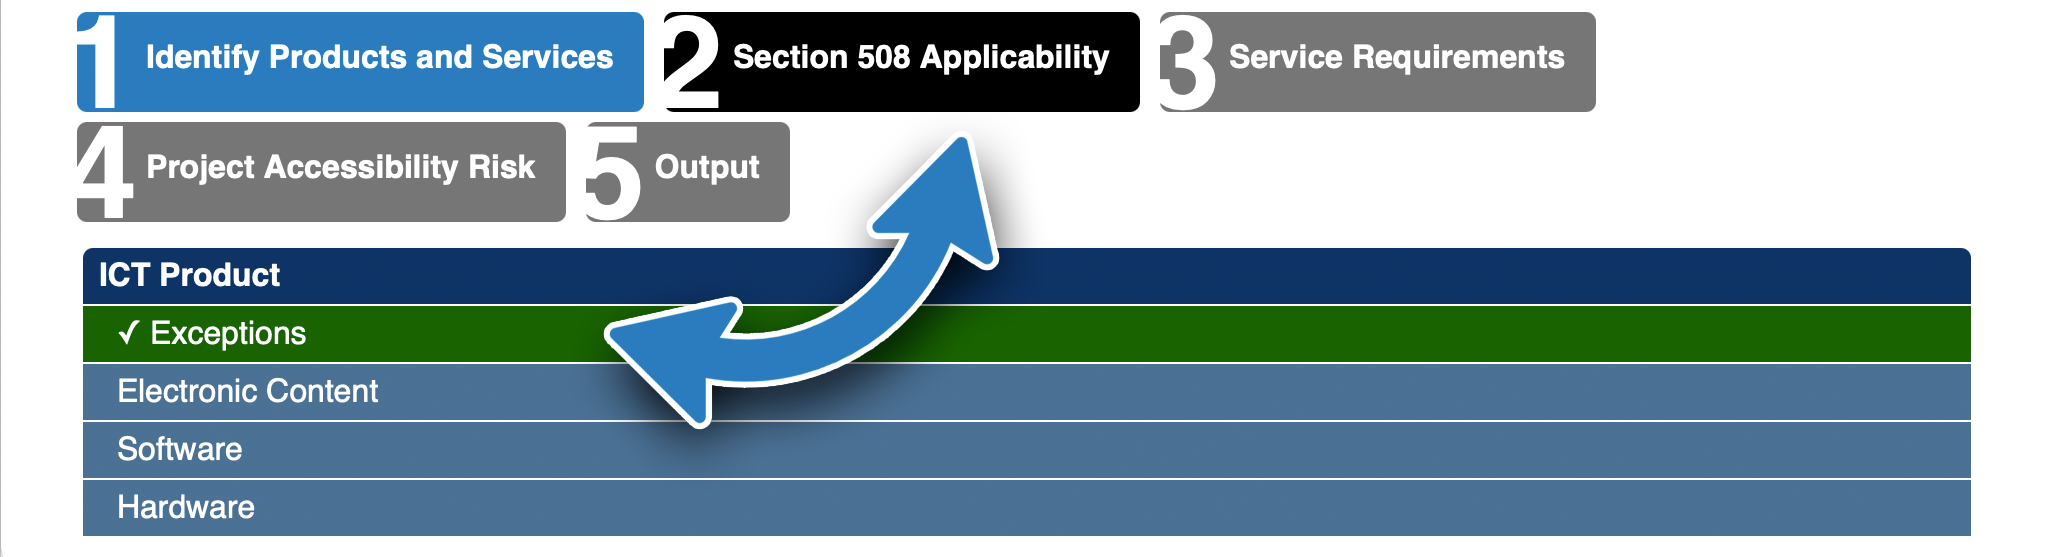 1 Identify Products and Services
2 Section 508 Applicability
3 Service Requirements
4 Project Accessibility Risk
5 Output
ICT Product
✓ Exceptions
Electronic Content
Software
Hardware